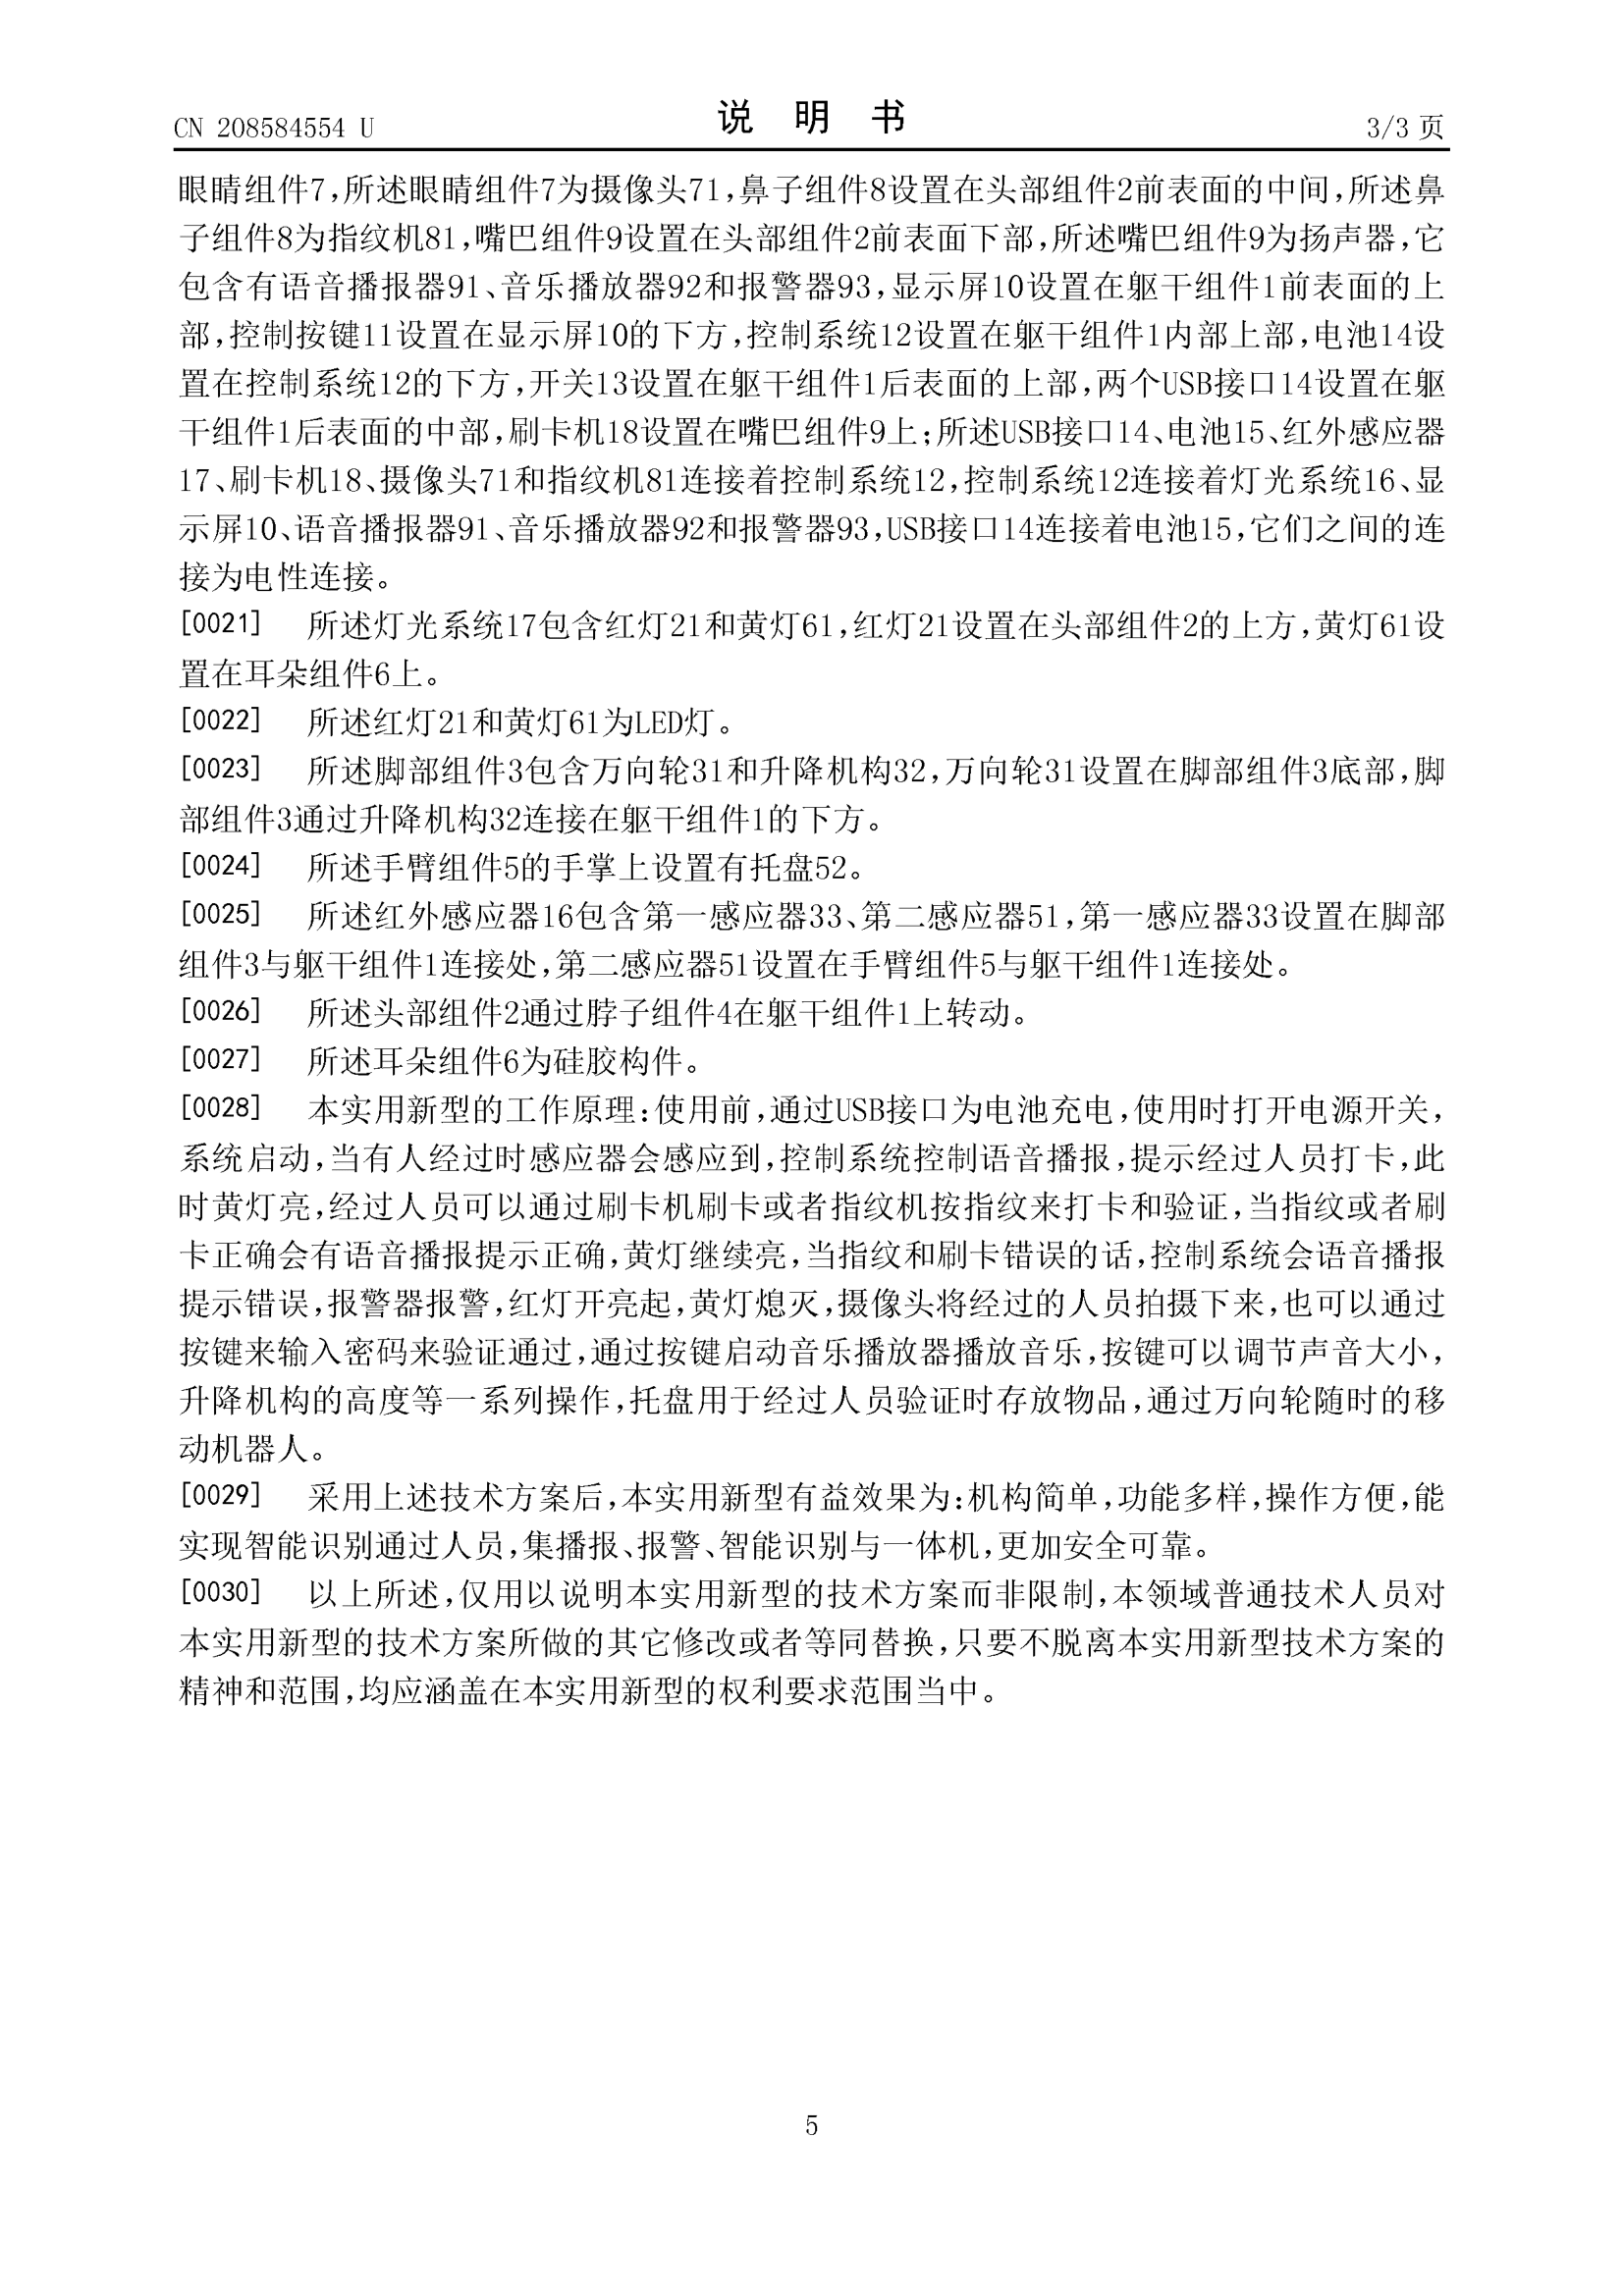 CN 208584554 U
说 明 书
3/3 页
眼睛组件7,所述眼睛组件7为摄像头71,鼻子组件8设置在头部组件2前表面的中间,所述鼻
子组件8为指纹机81,嘴巴组件9设置在头部组件2前表面下部,所述嘴巴组件9为扬声器,它
包含有语音播报器91、音乐播放器92和报警器93,显示屏10设置在躯干组件1前表面的上
部,控制按键11设置在显示屏10的下方,控制系统12设置在躯干组件1内部上部,电池14设
置在控制系统12的下方,开关13设置在躯干组件1后表面的上部,两个USB接口14设置在躯
干组件1后表面的中部,刷卡机18设置在嘴巴组件9上;所述USB接口14、电池15、红外感应器
17、刷卡机18、摄像头71和指纹机81连接着控制系统12,控制系统12连接着灯光系统16、显
示屏10、语音播报器91、音乐播放器92和报警器93,USB接口14连接着电池15,它们之间的连
接为电性连接。
[0021] 所述灯光系统17包含红灯21和黄灯61,红灯21设置在头部组件2的上方,黄灯61设
置在耳朵组件6上。
[0022] 所述红灯21和黄灯61为LED灯。
[0023] 所述脚部组件3包含万向轮31和升降机构32,万向轮31设置在脚部组件3底部,脚
部组件3通过升降机构32连接在躯干组件1的下方。
[0024] 所述手臂组件5的手掌上设置有托盘52。
[0025] 所述红外感应器16包含第一感应器33、第二感应器51,第一感应器33设置在脚部
组件3与躯干组件1连接处,第二感应器51设置在手臂组件5与躯干组件1连接处。
[0026] 所述头部组件2通过脖子组件4在躯干组件1上转动。
[0027] 所述耳朵组件6为硅胶构件。
[0028] 本实用新型的工作原理:使用前,通过USB接口为电池充电,使用时打开电源开关,
系统启动,当有人经过时感应器会感应到,控制系统控制语音播报,提示经过人员打卡,此
时黄灯亮,经过人员可以通过刷卡机刷卡或者指纹机按指纹来打卡和验证,当指纹或者刷
卡正确会有语音播报提示正确,黄灯继续亮,当指纹和刷卡错误的话,控制系统会语音播报
提示错误,报警器报警,红灯开亮起,黄灯熄灭,摄像头将经过的人员拍摄下来,也可以通过
按键来输入密码来验证通过,通过按键启动音乐播放器播放音乐,按键可以调节声音大小,
升降机构的高度等一系列操作,托盘用于经过人员验证时存放物品,通过万向轮随时的移
动机器人。
[0029] 采用上述技术方案后,本实用新型有益效果为:机构简单,功能多样,操作方便,能
实现智能识别通过人员,集播报、报警、智能识别与一体机,更加安全可靠。
[0030] 以上所述,仅用以说明本实用新型的技术方案而非限制,本领域普通技术人员对
本实用新型的技术方案所做的其它修改或者等同替换,只要不脱离本实用新型技术方案的
精神和范围,均应涵盖在本实用新型的权利要求范围当中。
5